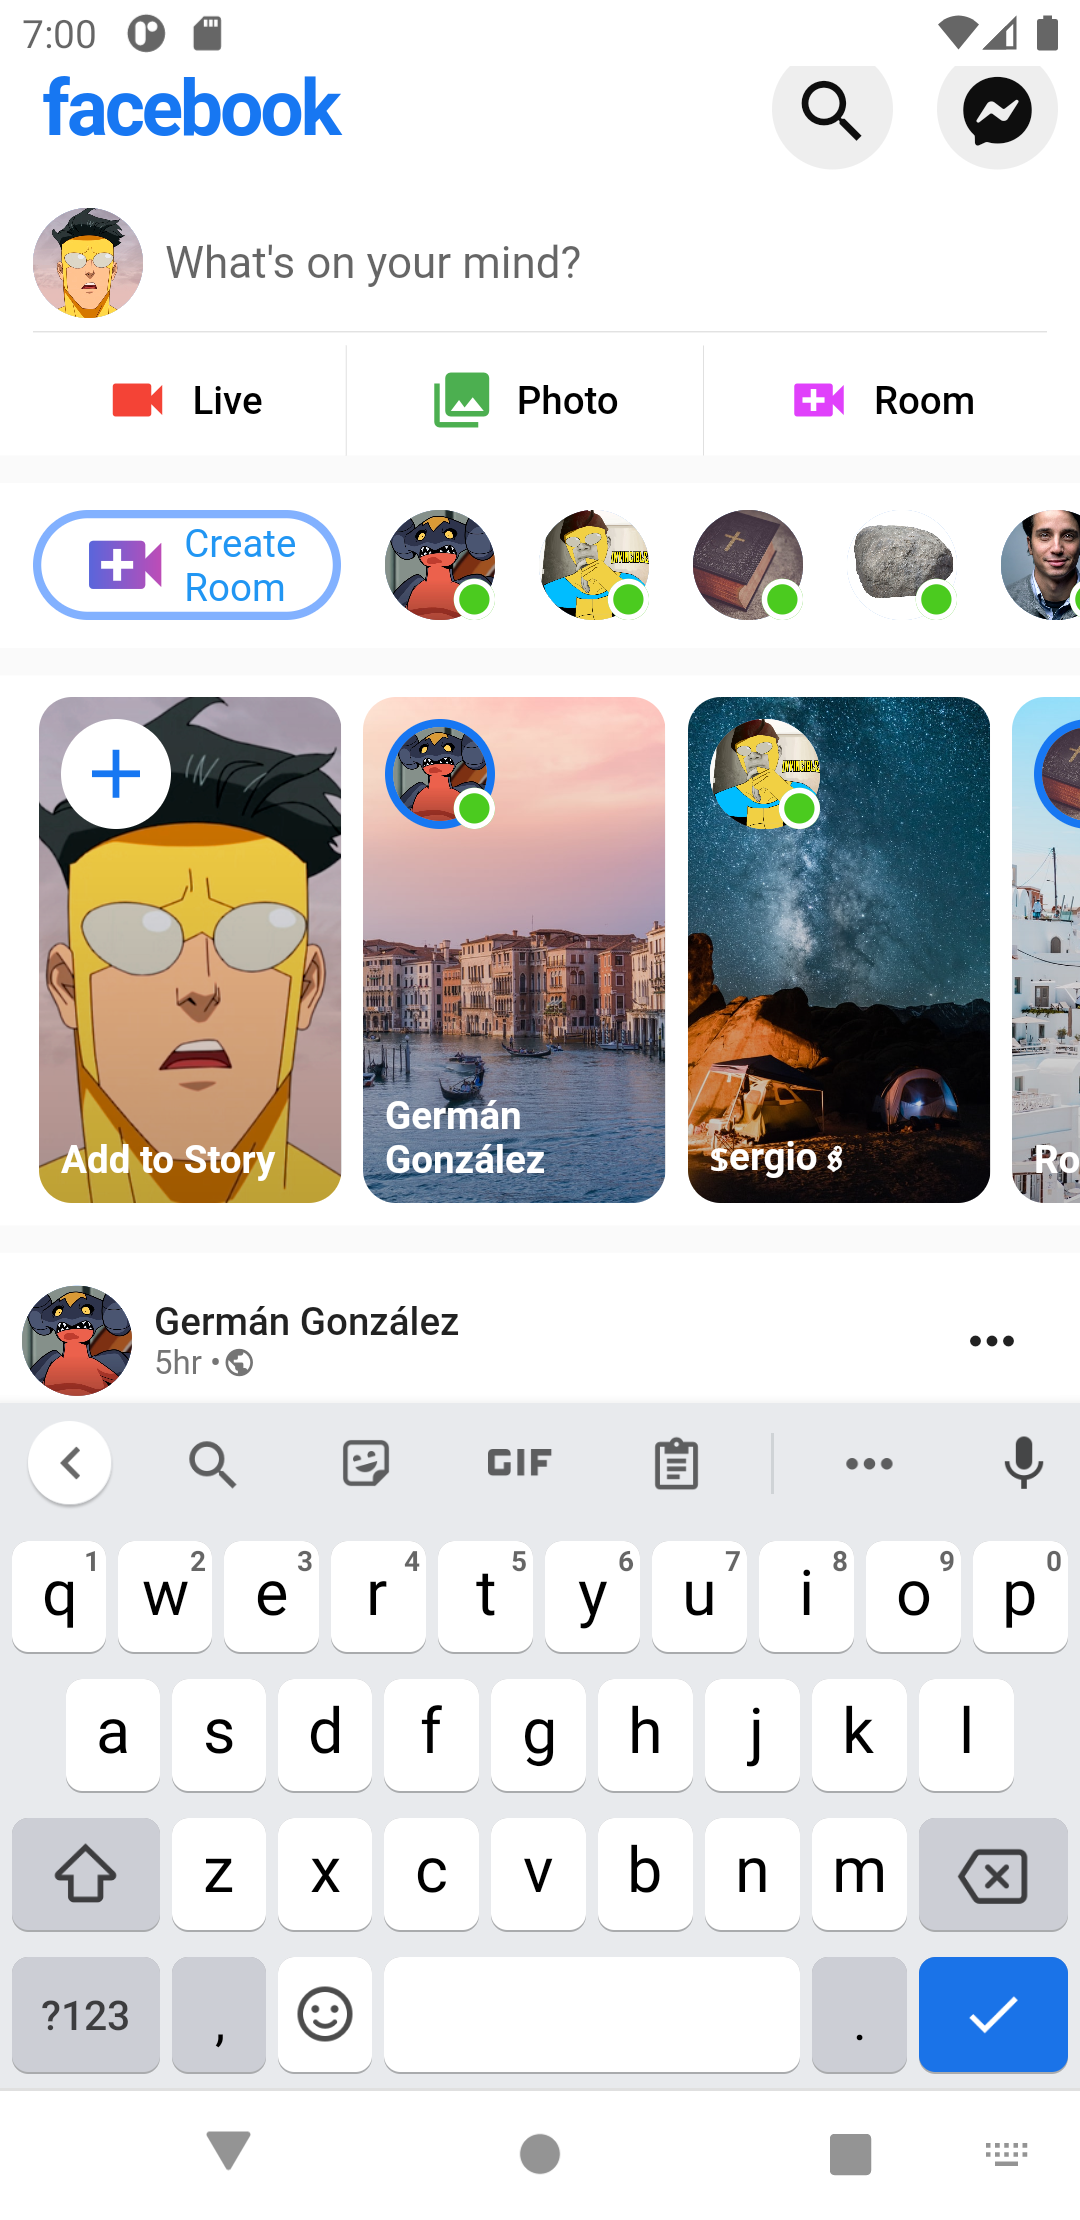 7:00
facebook
What's on your mind?
Live
Photo
Room
Create
Room
Add to Story
Germán
González
sergio
Ro
Germán González
5hr •
GIF
1 2 3 4 5 6 7 8 9 0
q w e r t y u i o p
a s d f g h j k l
z x c v b n m
?123 , .